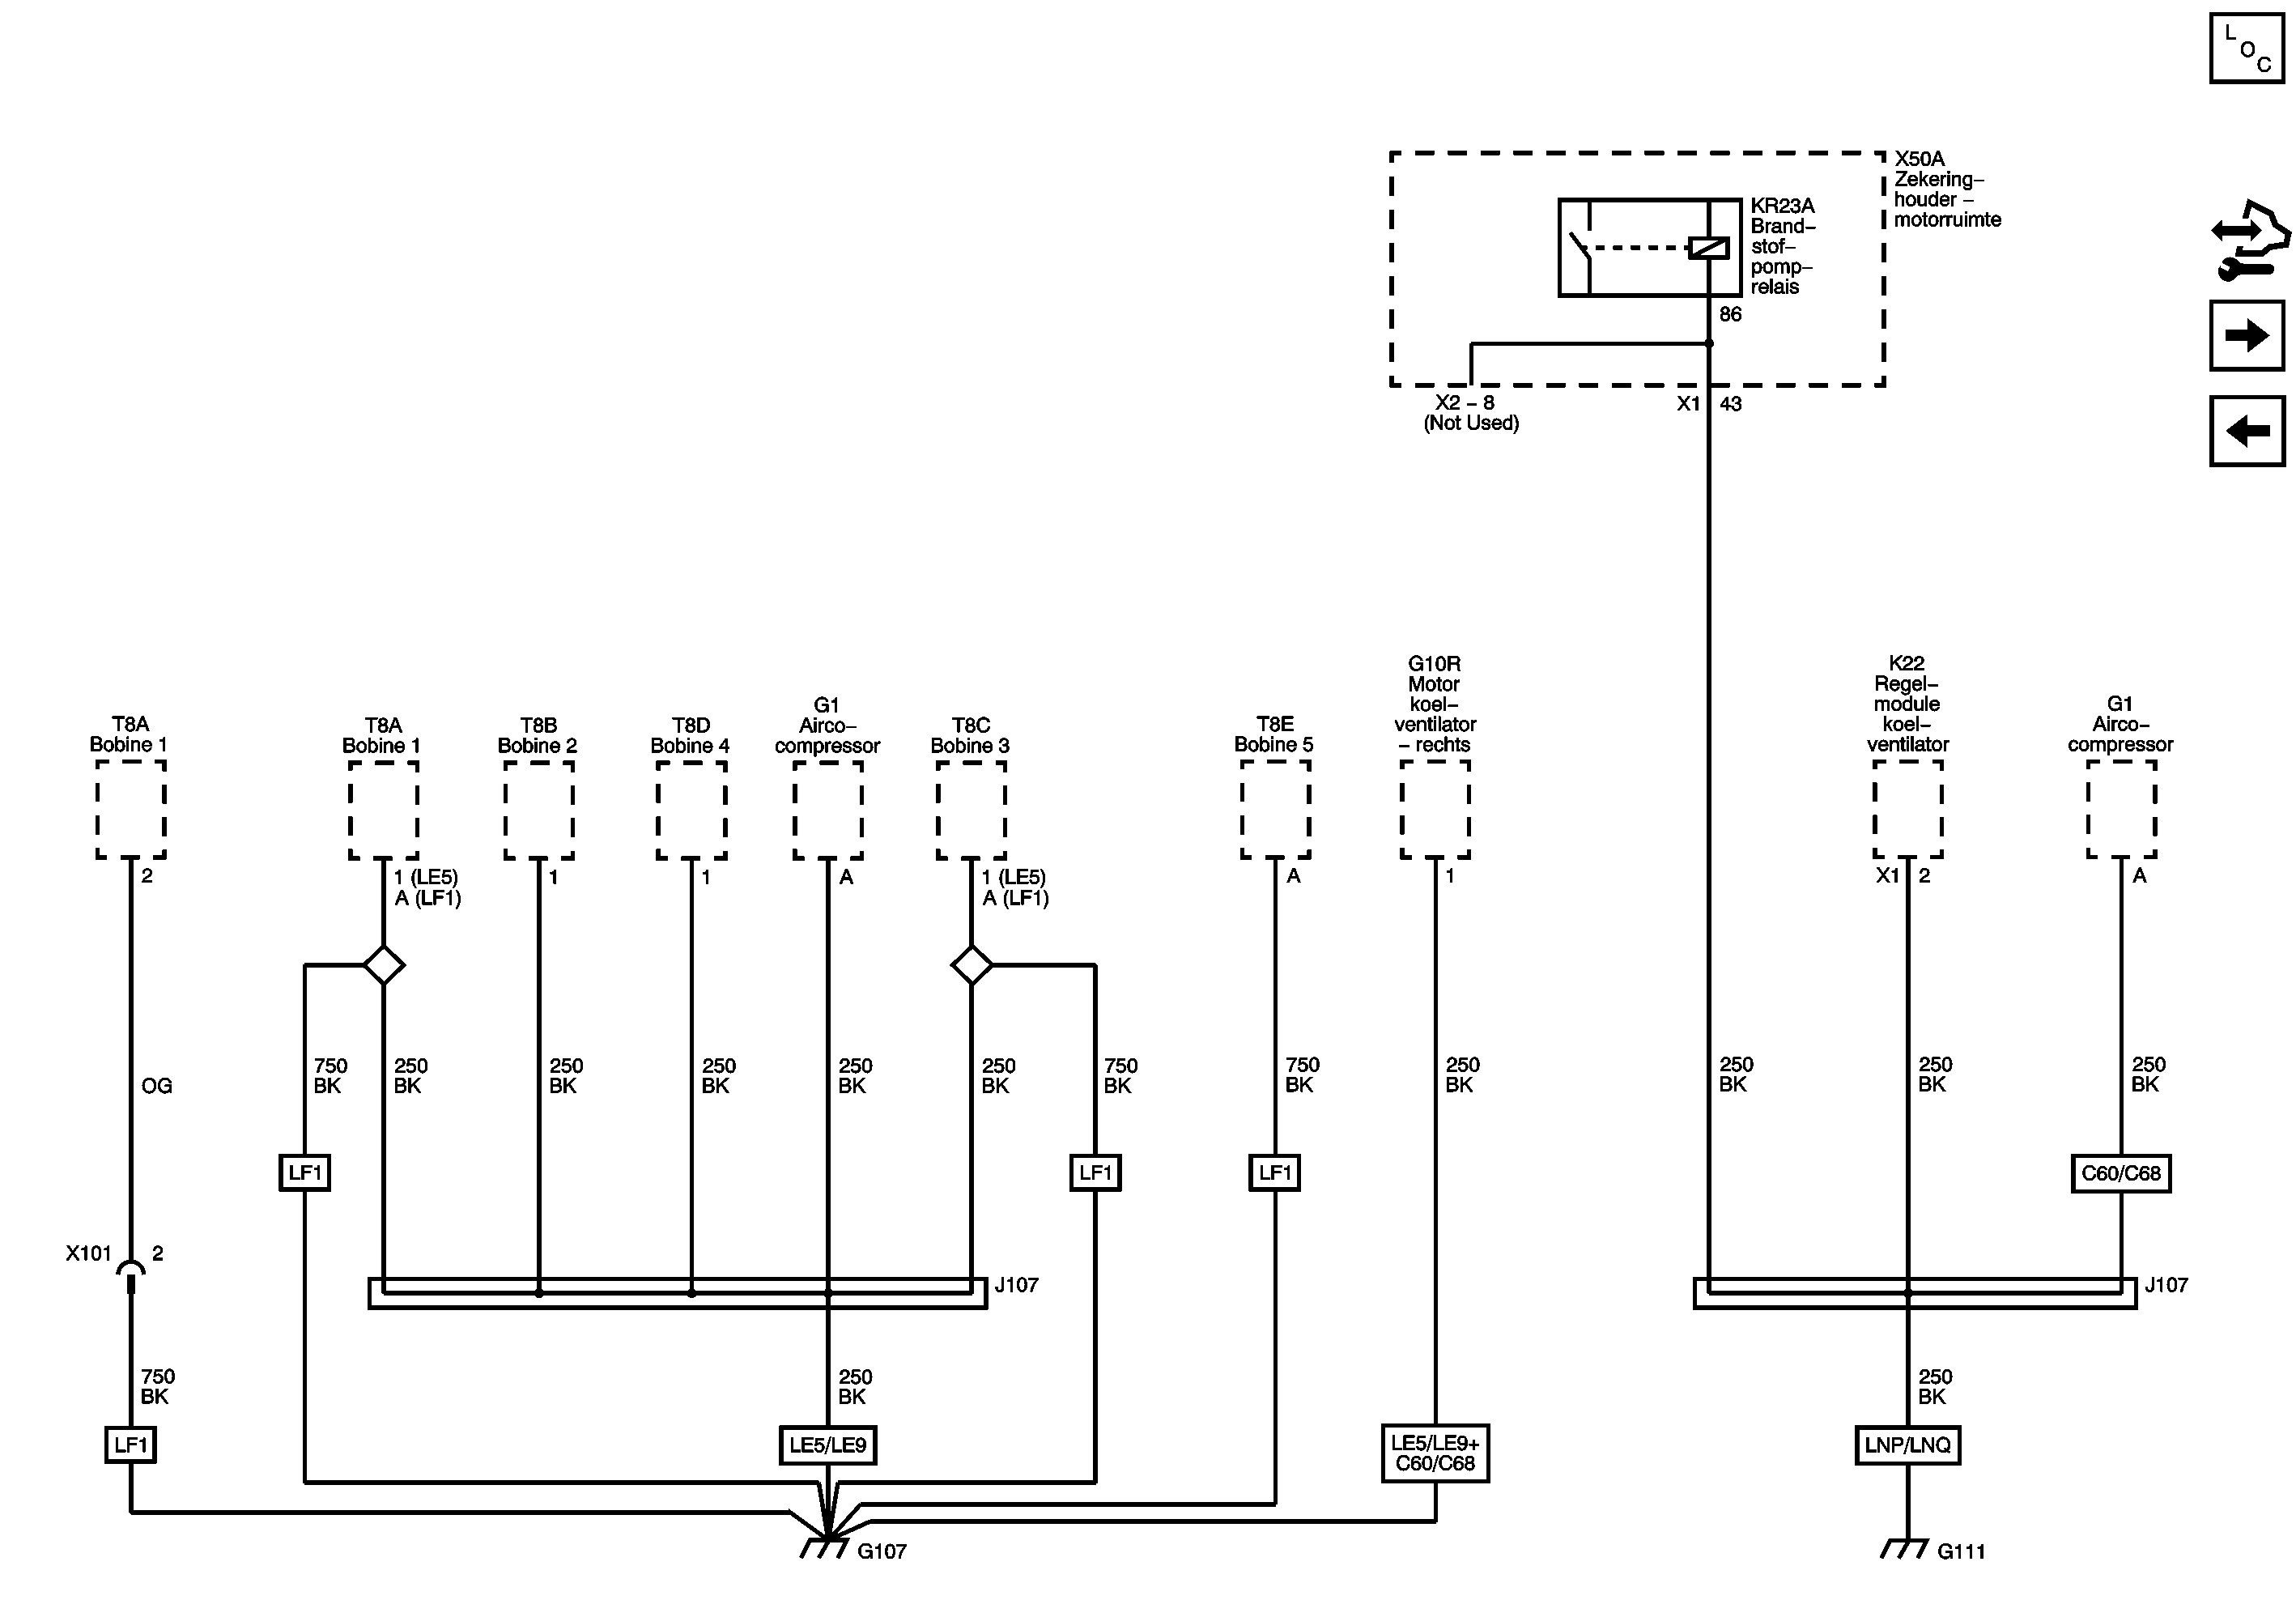 L
O
C
X50A
Zekering-
houder -
motorruimte
KR23A
Brand-
stof-
pomp-
relais
86
X2 - 8
(Not Used)
X1 43
T8A
Bobine 1
2
OG
X101 2
750
BK
LF1
T8A
Bobine 1
1 (LE5)
A (LF1)
750
BK
250
BK
LF1
T8B
Bobine 2
1
250
BK
T8D
Bobine 4
1
250
BK
G1
Airco-
compressor
A
250
BK
T8C
Bobine 3
1 (LE5)
A (LF1)
250
BK
750
BK
LF1
J107
250
BK
LE5/LE9
T8E
Bobine 5
A
750
BK
LF1
G10R
Motor
koel-
ventilator
- rechts
1
250
BK
LE5/LE9+
C60/C68
G107
250
BK
K22
Regel-
module
koel-
ventilator
X1 2
250
BK
G1
Airco-
compressor
A
250
BK
C60/C68
J107
250
BK
LNP/LNQ
G111